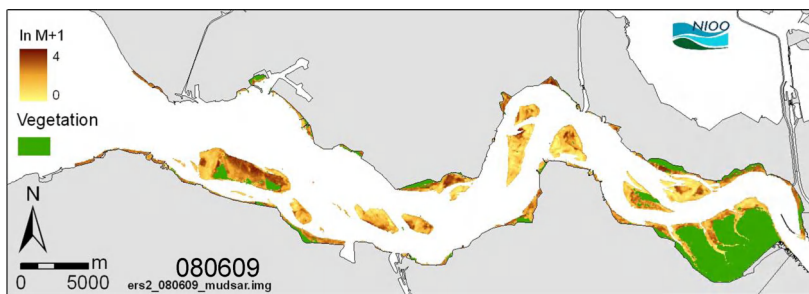 ln M+1
4
0
Vegetation
N
m
0 5000
080609
ers2_080609_mudsar.img
NIOO